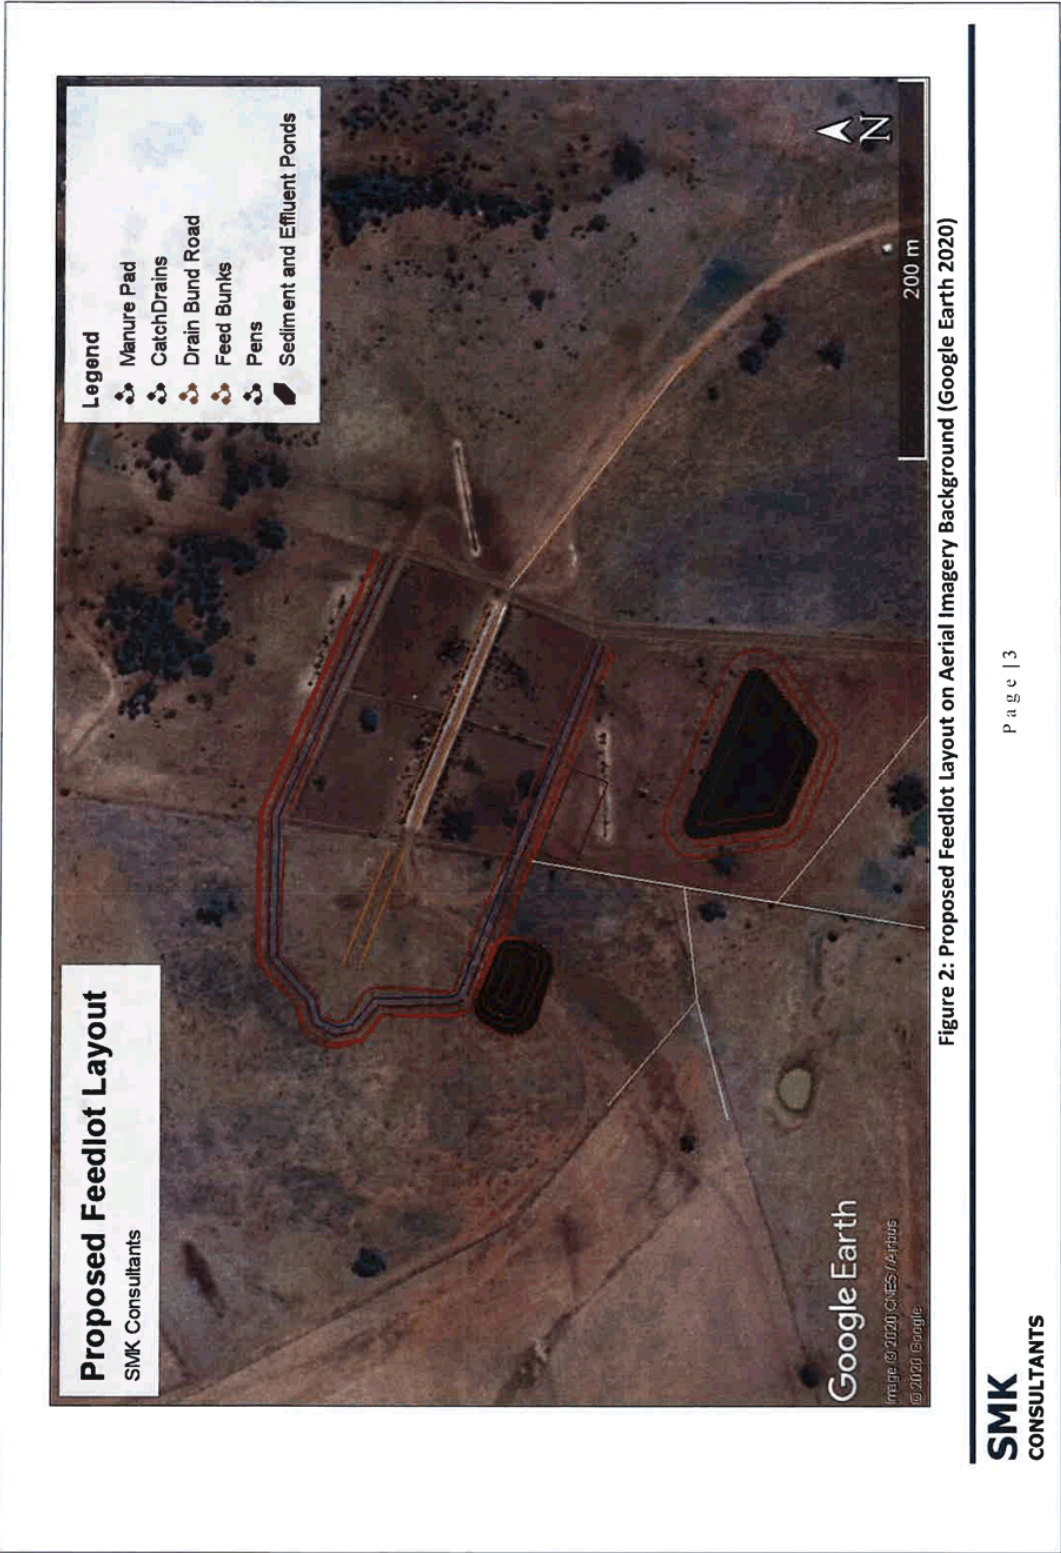 Proposed Feedlot Layout
SMK Consultants
Legend
Manure Pad
CatchDrains
Drain Bund Road
Feed Bunks
Pens
Sediment and Effluent Ponds
Google Earth
Image © 2020 CNES / Airbus
© 2020 Google
200 m
N
Figure 2: Proposed Feedlot Layout on Aerial Imagery Background (Google Earth 2020)
SMK
CONSULTANTS
Page | 3